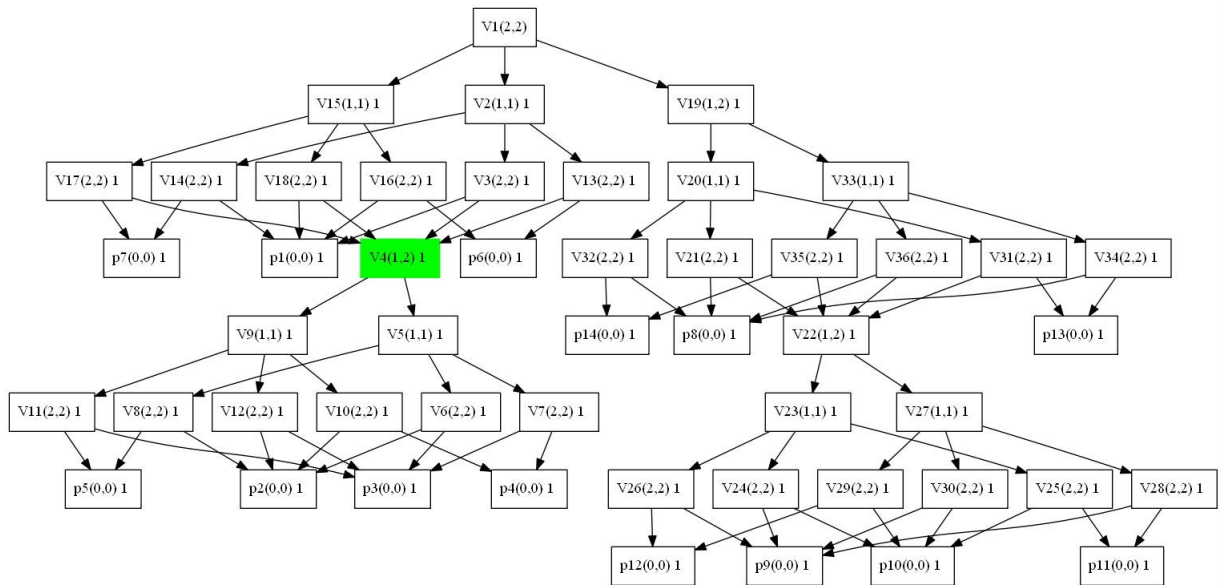 V1(2,2)
V15(1,1) 1
V2(1,1) 1
V19(1,2) 1
V17(2,2) 1
V14(2,2) 1
V18(2,2) 1
V16(2,2) 1
V3(2,2) 1
V13(2,2) 1
V20(1,1) 1
V33(1,1) 1
p7(0,0) 1
p1(0,0) 1
V4(1,2) 1
p6(0,0) 1
V32(2,2) 1
V21(2,2) 1
V35(2,2) 1
V36(2,2) 1
V31(2,2) 1
V34(2,2) 1
V9(1,1) 1
V5(1,1) 1
p14(0,0) 1
p8(0,0) 1
V22(1,2) 1
p13(0,0) 1
V11(2,2) 1
V8(2,2) 1
V12(2,2) 1
V10(2,2) 1
V6(2,2) 1
V7(2,2) 1
V23(1,1) 1
V27(1,1) 1
p5(0,0) 1
p2(0,0) 1
p3(0,0) 1
p4(0,0) 1
V26(2,2) 1
V24(2,2) 1
V29(2,2) 1
V30(2,2) 1
V25(2,2) 1
V28(2,2) 1
p12(0,0) 1
p9(0,0) 1
p10(0,0) 1
p11(0,0) 1